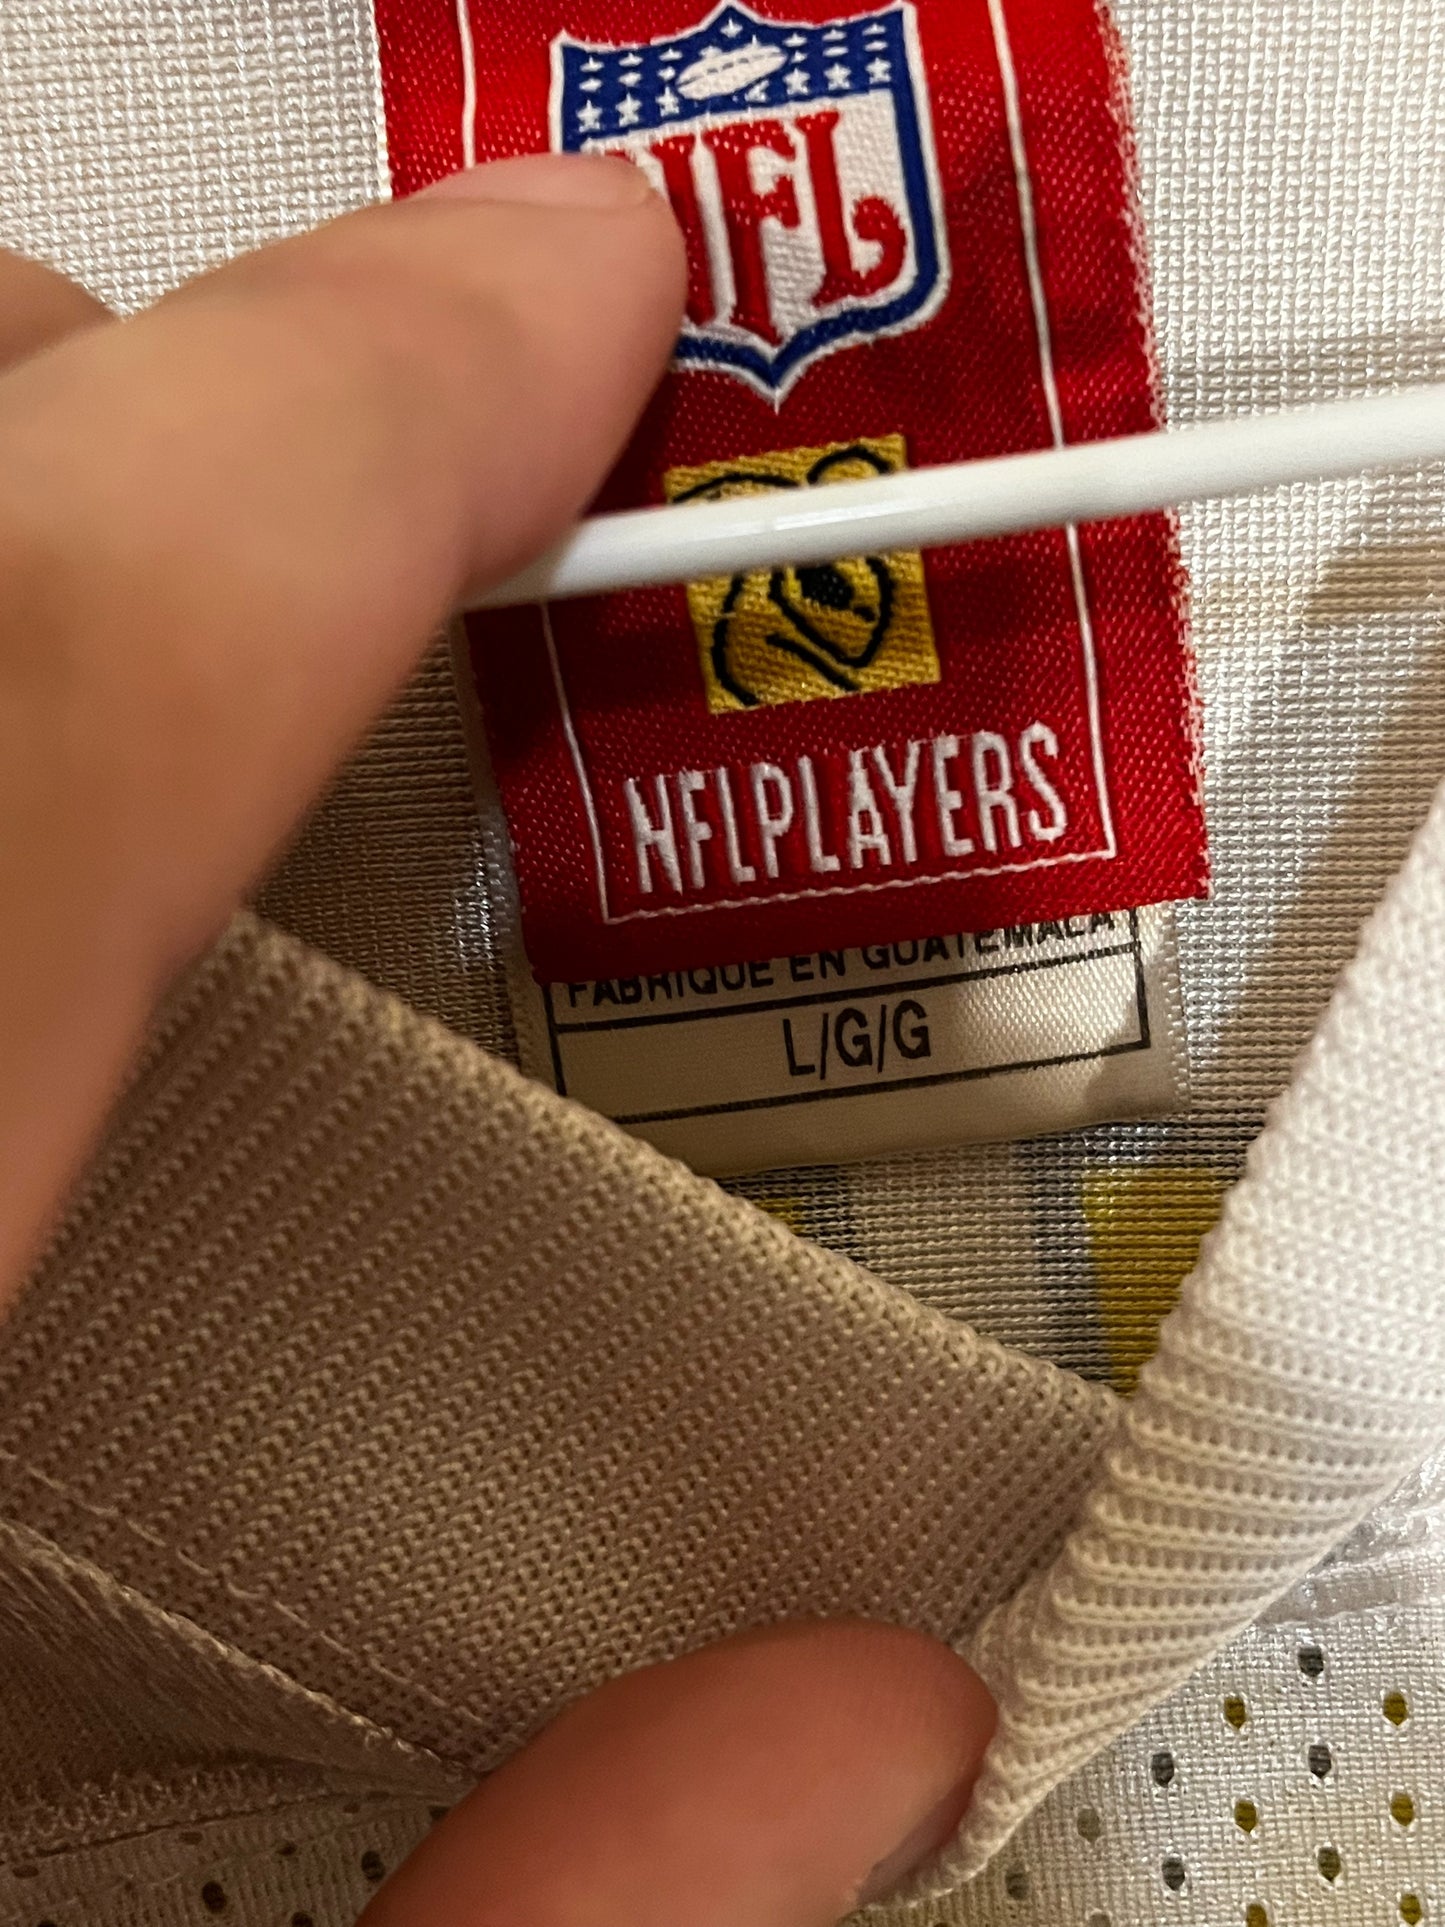 NFL
NFLPLAYERS
FABRIQUE EN GUATEMALA
L/G/G